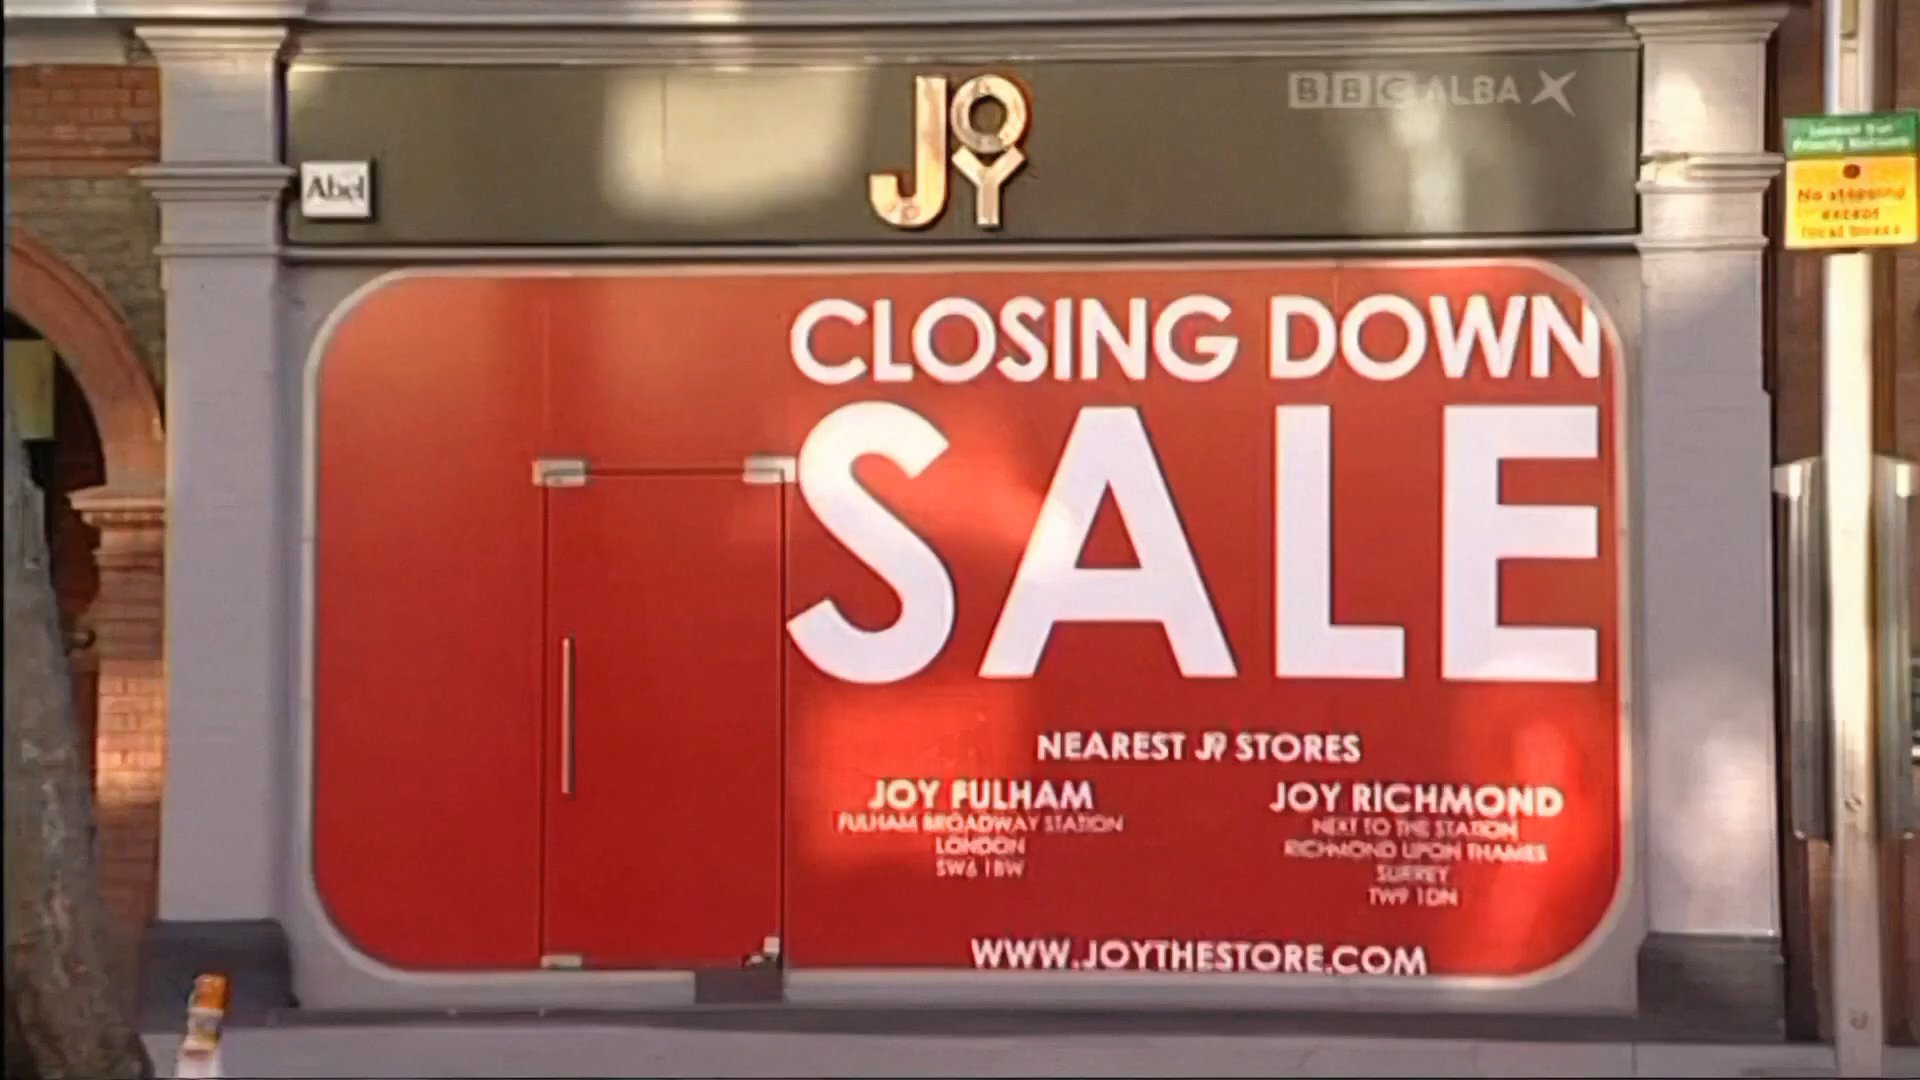 JOY
BBC ALBA
Abel
No stopping
except
local buses
CLOSING DOWN
SALE
NEAREST JOY STORES
JOY FULHAM
FULHAM BROADWAY STATION
LONDON
SW6 1BW
JOY RICHMOND
NEXT TO THE STATION
RICHMOND UPON THAMES
SURREY
TW9 1DN
WWW.JOYTHESTORE.COM